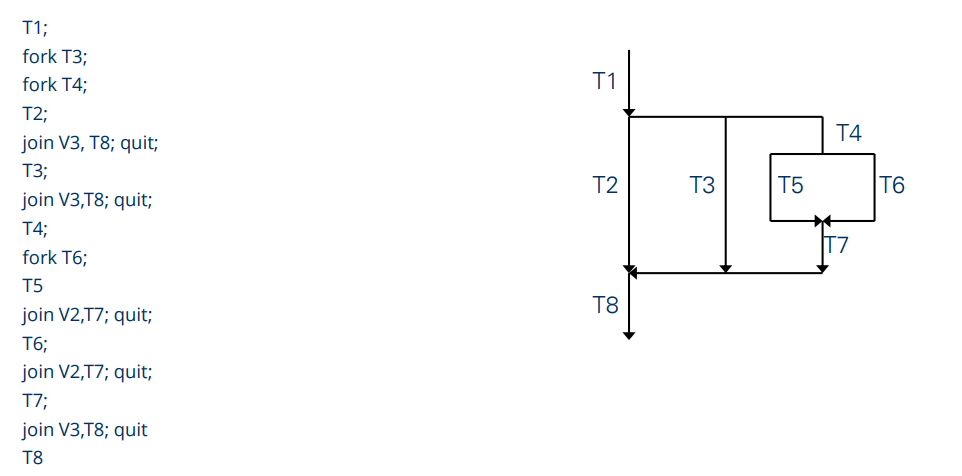 T1;
fork T3;
fork T4;
T2;
join V3, T8; quit;
T3;
join V3,T8; quit;
T4;
fork T6;
T5
join V2,T7; quit;
T6;
join V2,T7; quit;
T7;
join V3,T8; quit
T8
T1
T4
T2
T3
T5
T6
T7
T8